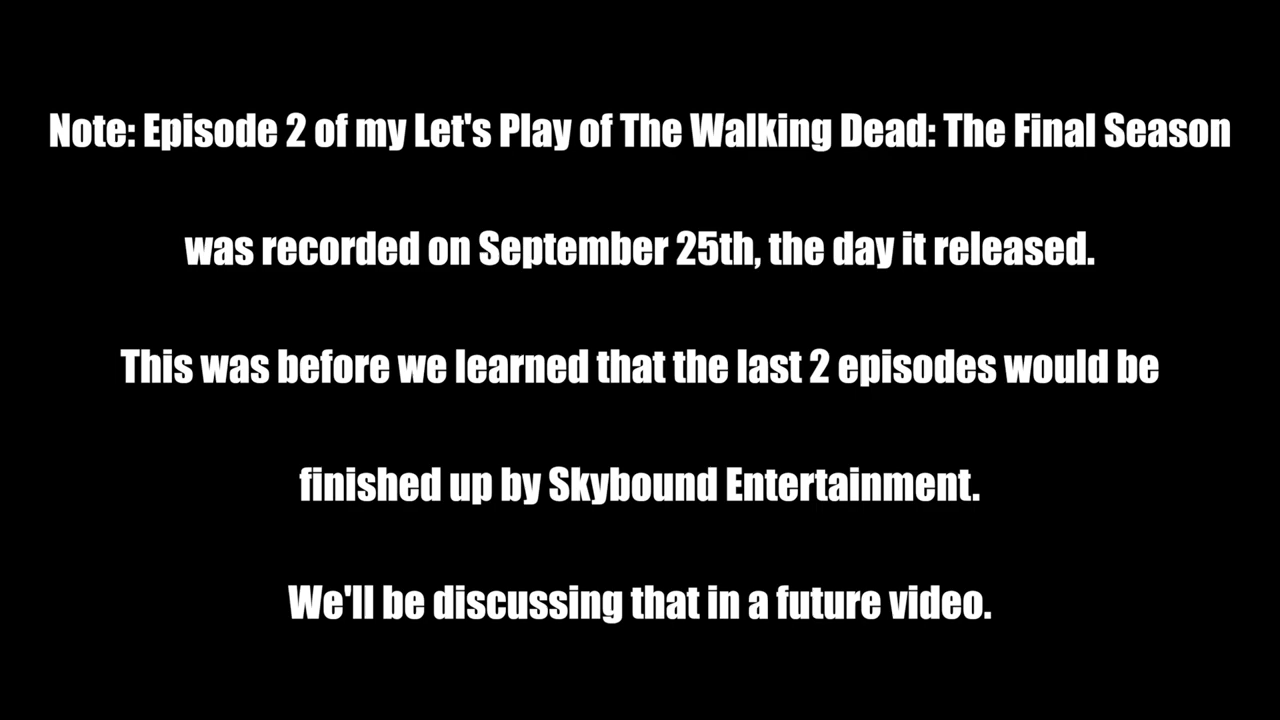 Note: Episode 2 of my Let's Play of The Walking Dead: The Final Season
was recorded on September 25th, the day it released.
This was before we learned that the last 2 episodes would be
finished up by Skybound Entertainment.
We'll be discussing that in a future video.